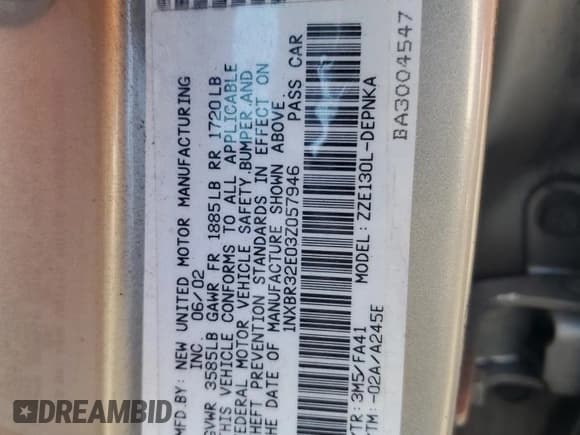 MFD. BY: NEW UNITED MOTOR MANUFACTURING
INC 06/02
GVWR 3585LB GAWR FR 1885LB RR 1720LB
THIS VEHICLE CONFORMS TO ALL APPLICABLE
FEDERAL MOTOR VEHICLE SAFETY,BUMPER,AND
THEFT PREVENTION STANDARDS IN EFFECT ON
THE DATE OF MANUFACTURE SHOWN ABOVE.
1NXBR32E03Z057946 PASS CAR
C/TR:3M5/FA41 MODEL:ZZE130L-DEPNKA
A/TM:-02A/A245E
BA3004547
DREAMBID